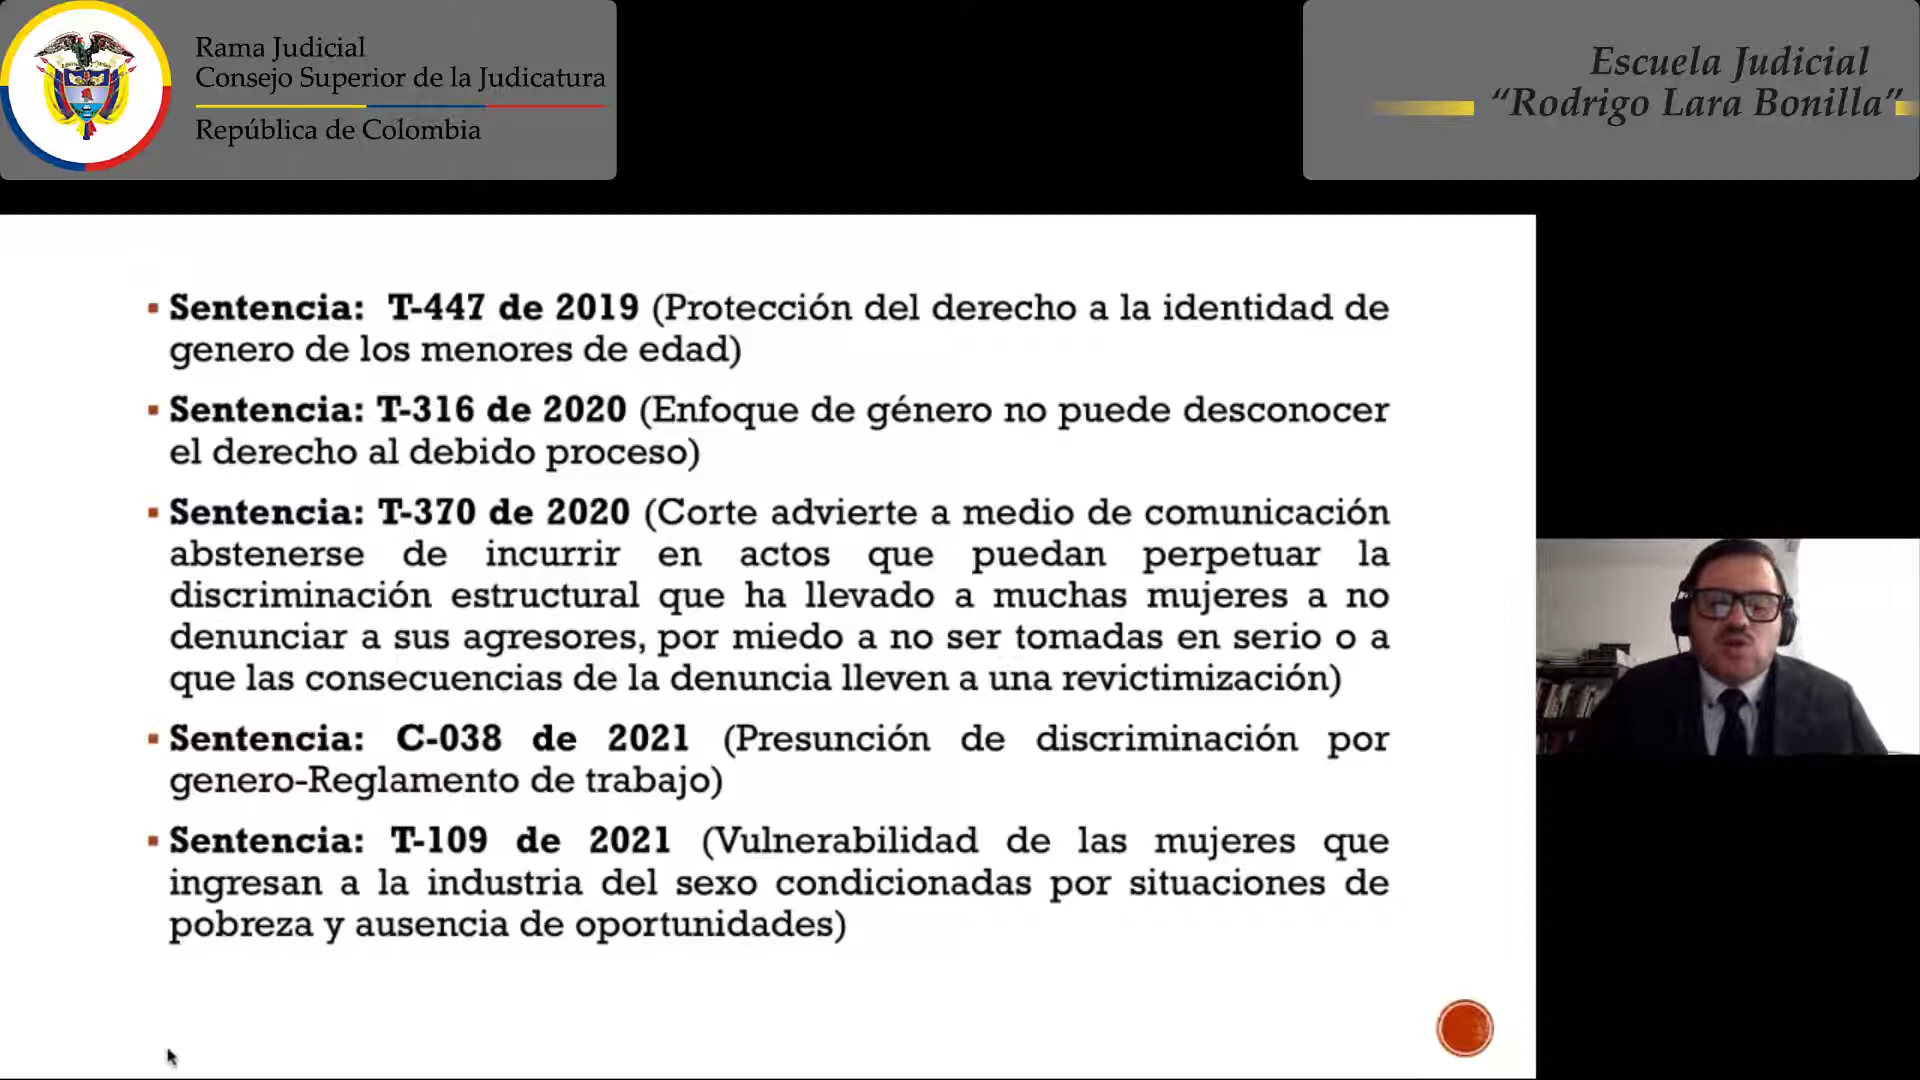 Rama Judicial
Consejo Superior de la Judicatura
República de Colombia
Escuela Judicial
“Rodrigo Lara Bonilla”
▪ Sentencia: T-447 de 2019 (Protección del derecho a la identidad de
genero de los menores de edad)
▪ Sentencia: T-316 de 2020 (Enfoque de género no puede desconocer
el derecho al debido proceso)
▪ Sentencia: T-370 de 2020 (Corte advierte a medio de comunicación
abstenerse de incurrir en actos que puedan perpetuar la
discriminación estructural que ha llevado a muchas mujeres a no
denunciar a sus agresores, por miedo a no ser tomadas en serio o a
que las consecuencias de la denuncia lleven a una revictimización)
▪ Sentencia: C-038 de 2021 (Presunción de discriminación por
genero-Reglamento de trabajo)
▪ Sentencia: T-109 de 2021 (Vulnerabilidad de las mujeres que
ingresan a la industria del sexo condicionadas por situaciones de
pobreza y ausencia de oportunidades)